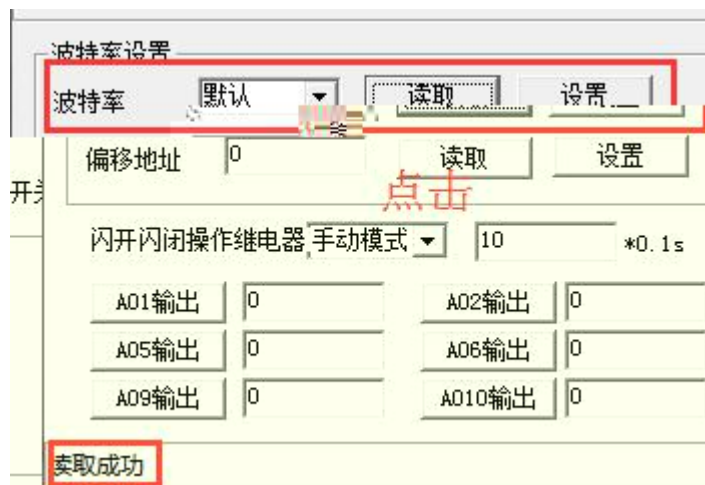 波特率设置
波特率 默认 读取 设置
偏移地址 0 读取 设置
点击
闪开闪闭操作继电器 手动模式 10 *0.1s
A01输出 0 A02输出 0
A05输出 0 A06输出 0
A09输出 0 A010输出 0
读取成功